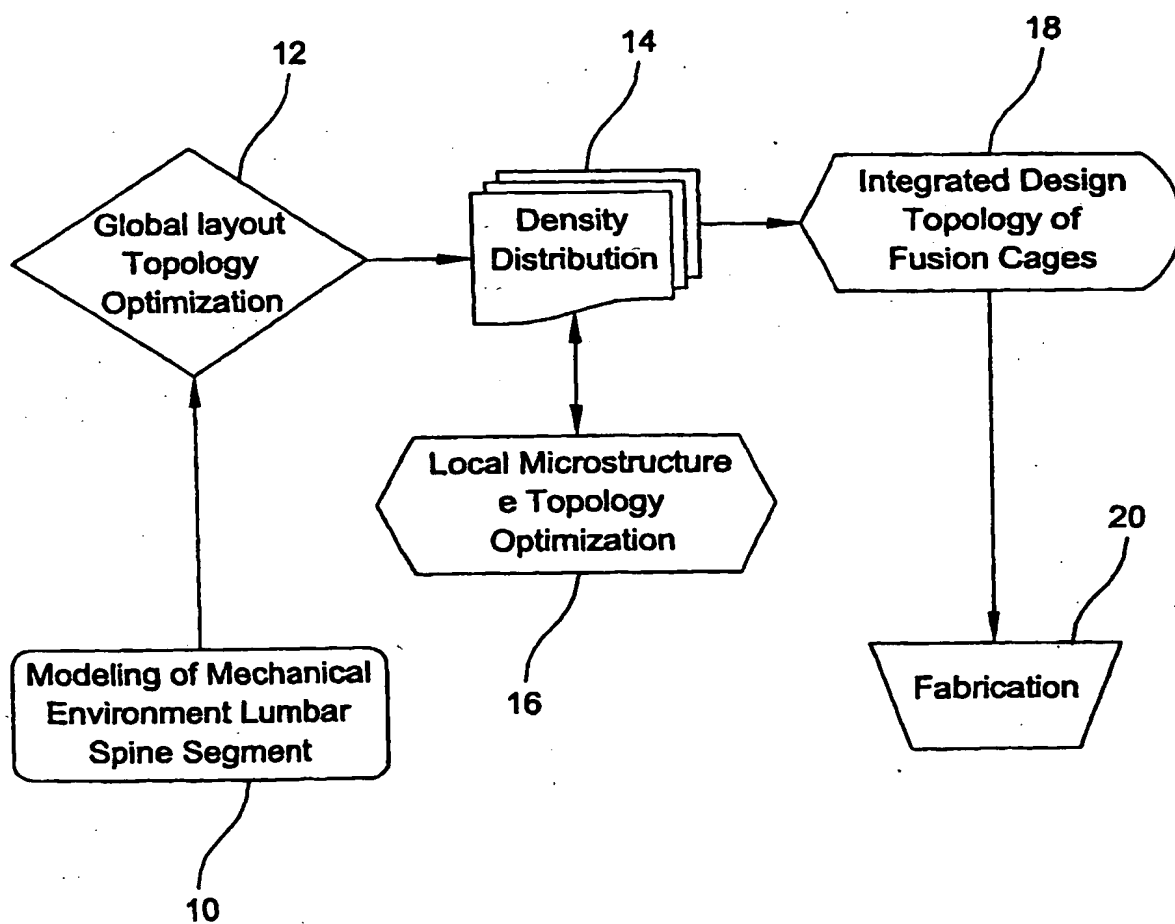 12
14
18
Global layout
Topology
Optimization
Density
Distribution
Integrated Design
Topology of
Fusion Cages
Local Microstructur
e Topology
Optimization
16
Modeling of Mechanical
Environment Lumbar
Spine Segment
10
20
Fabrication